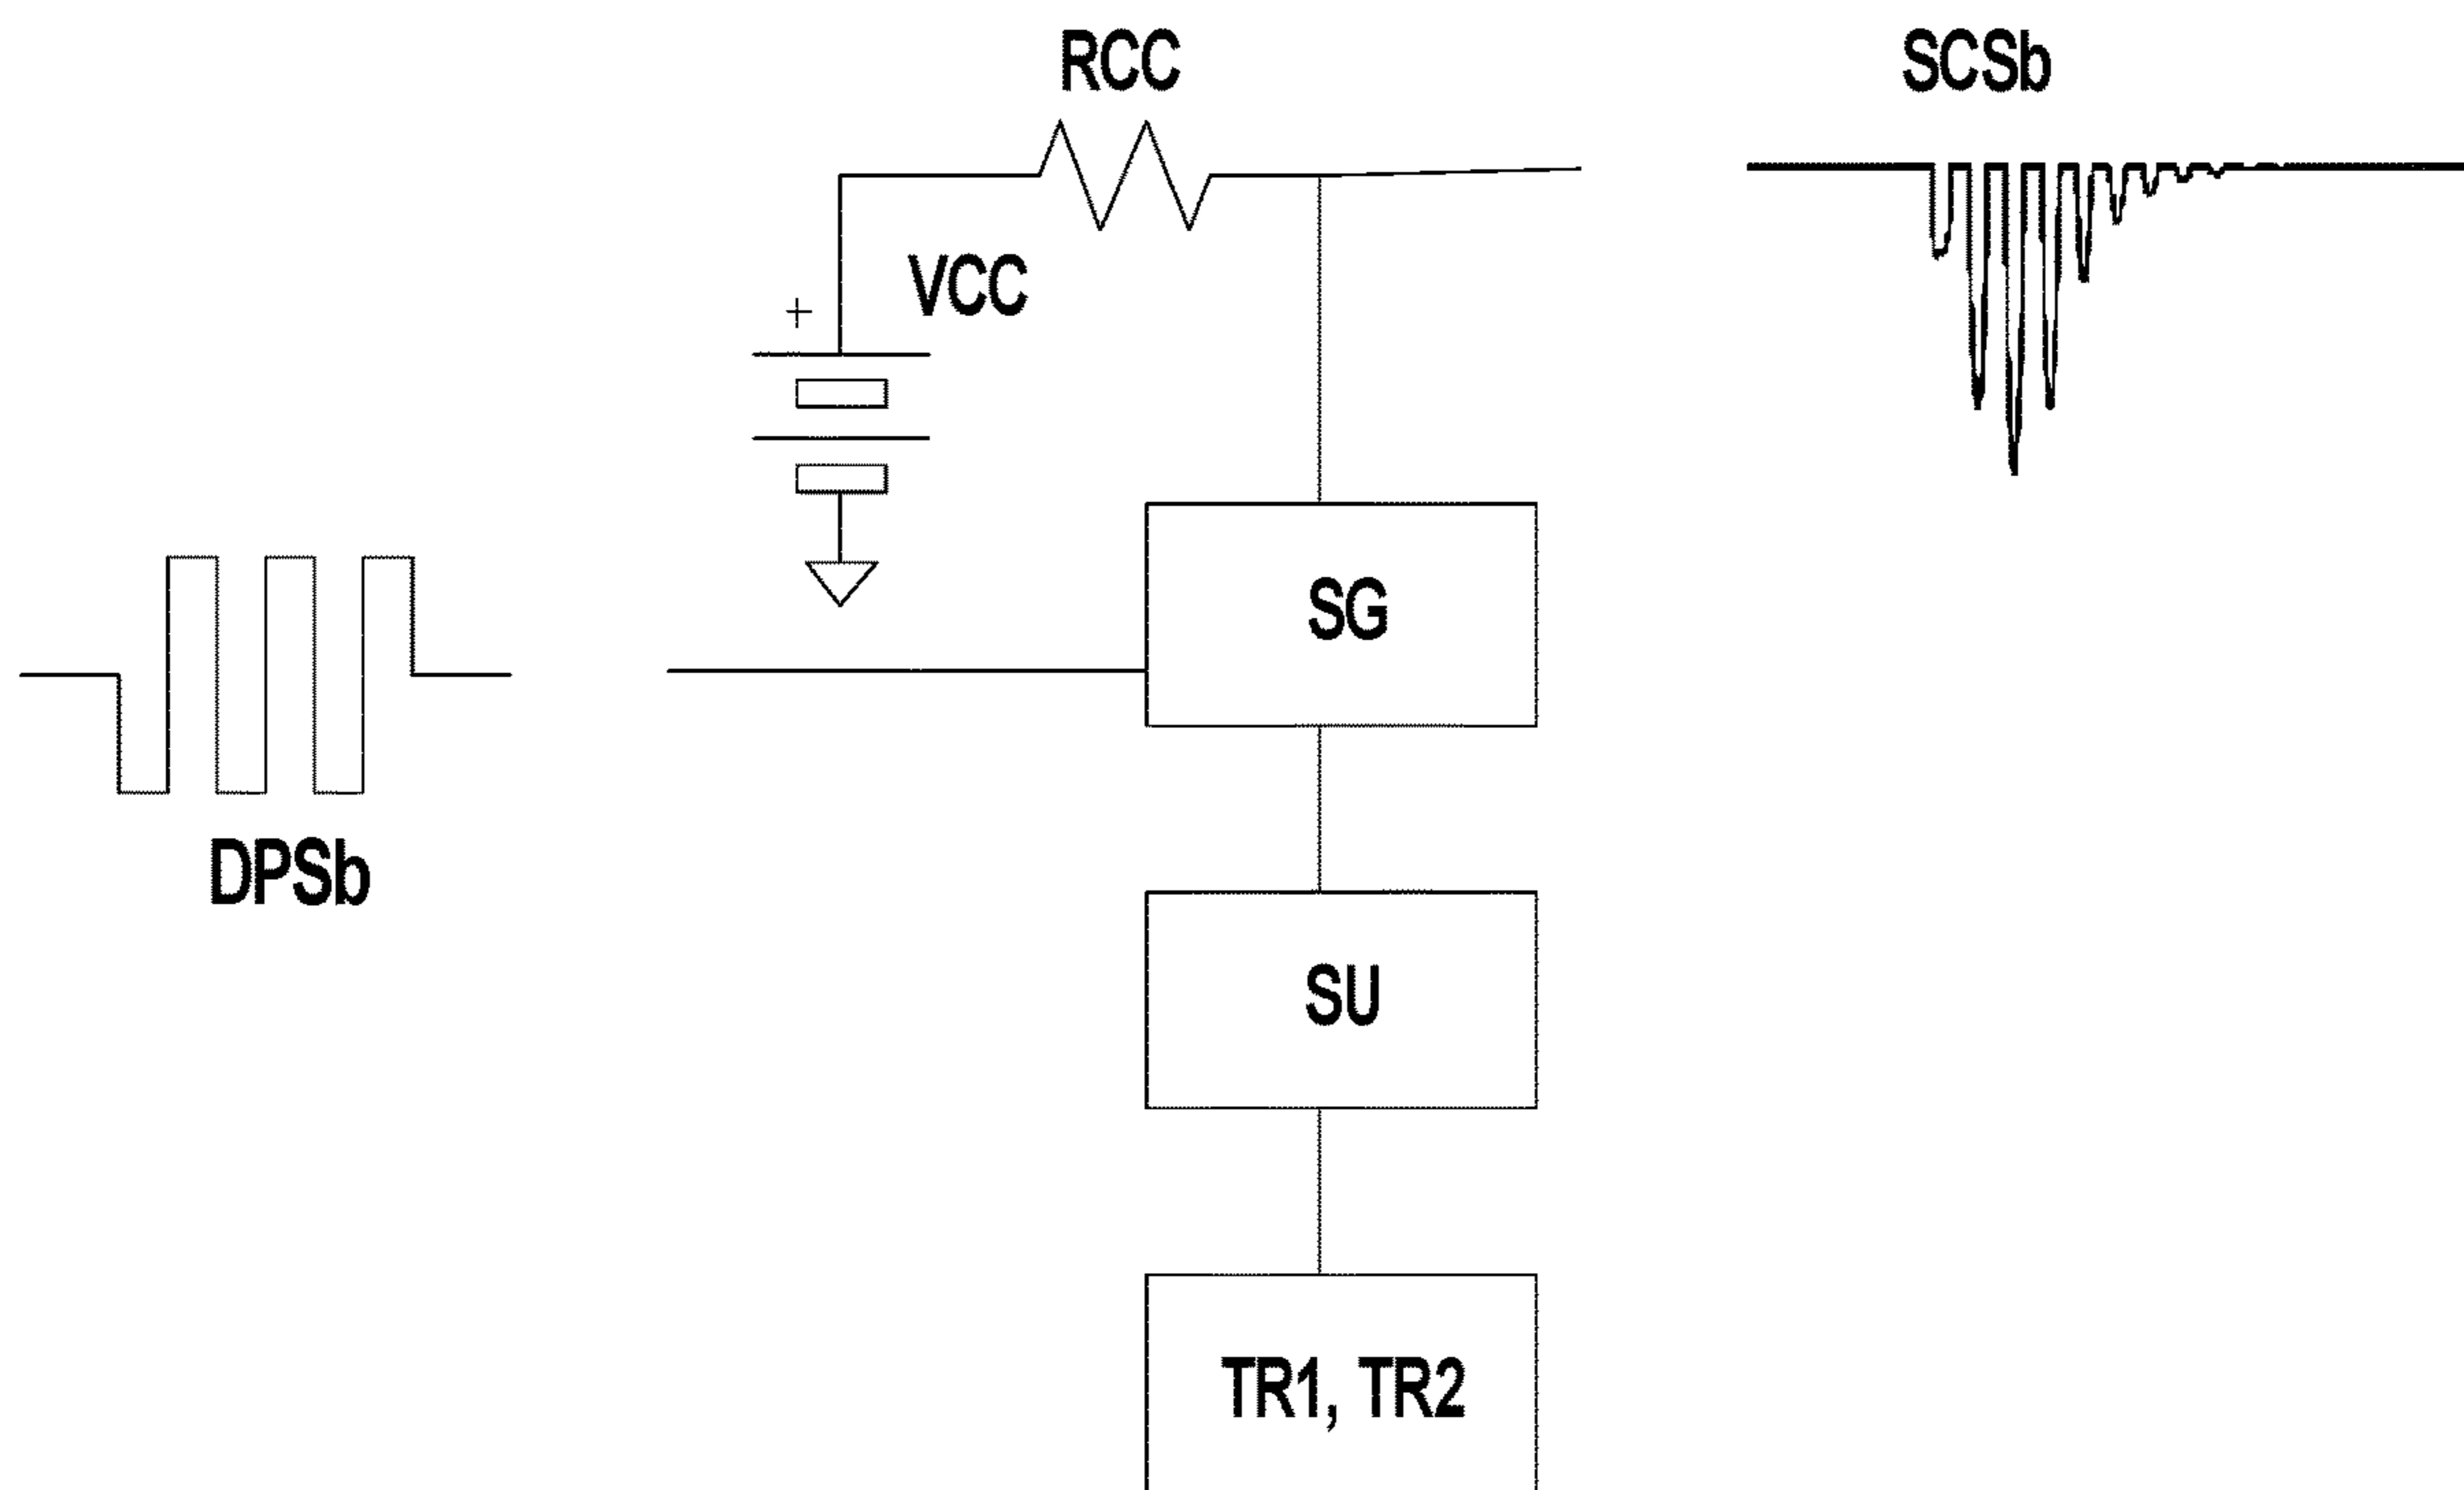 RCC
SCSb
VCC
+
SG
DPSb
SU
TR1, TR2